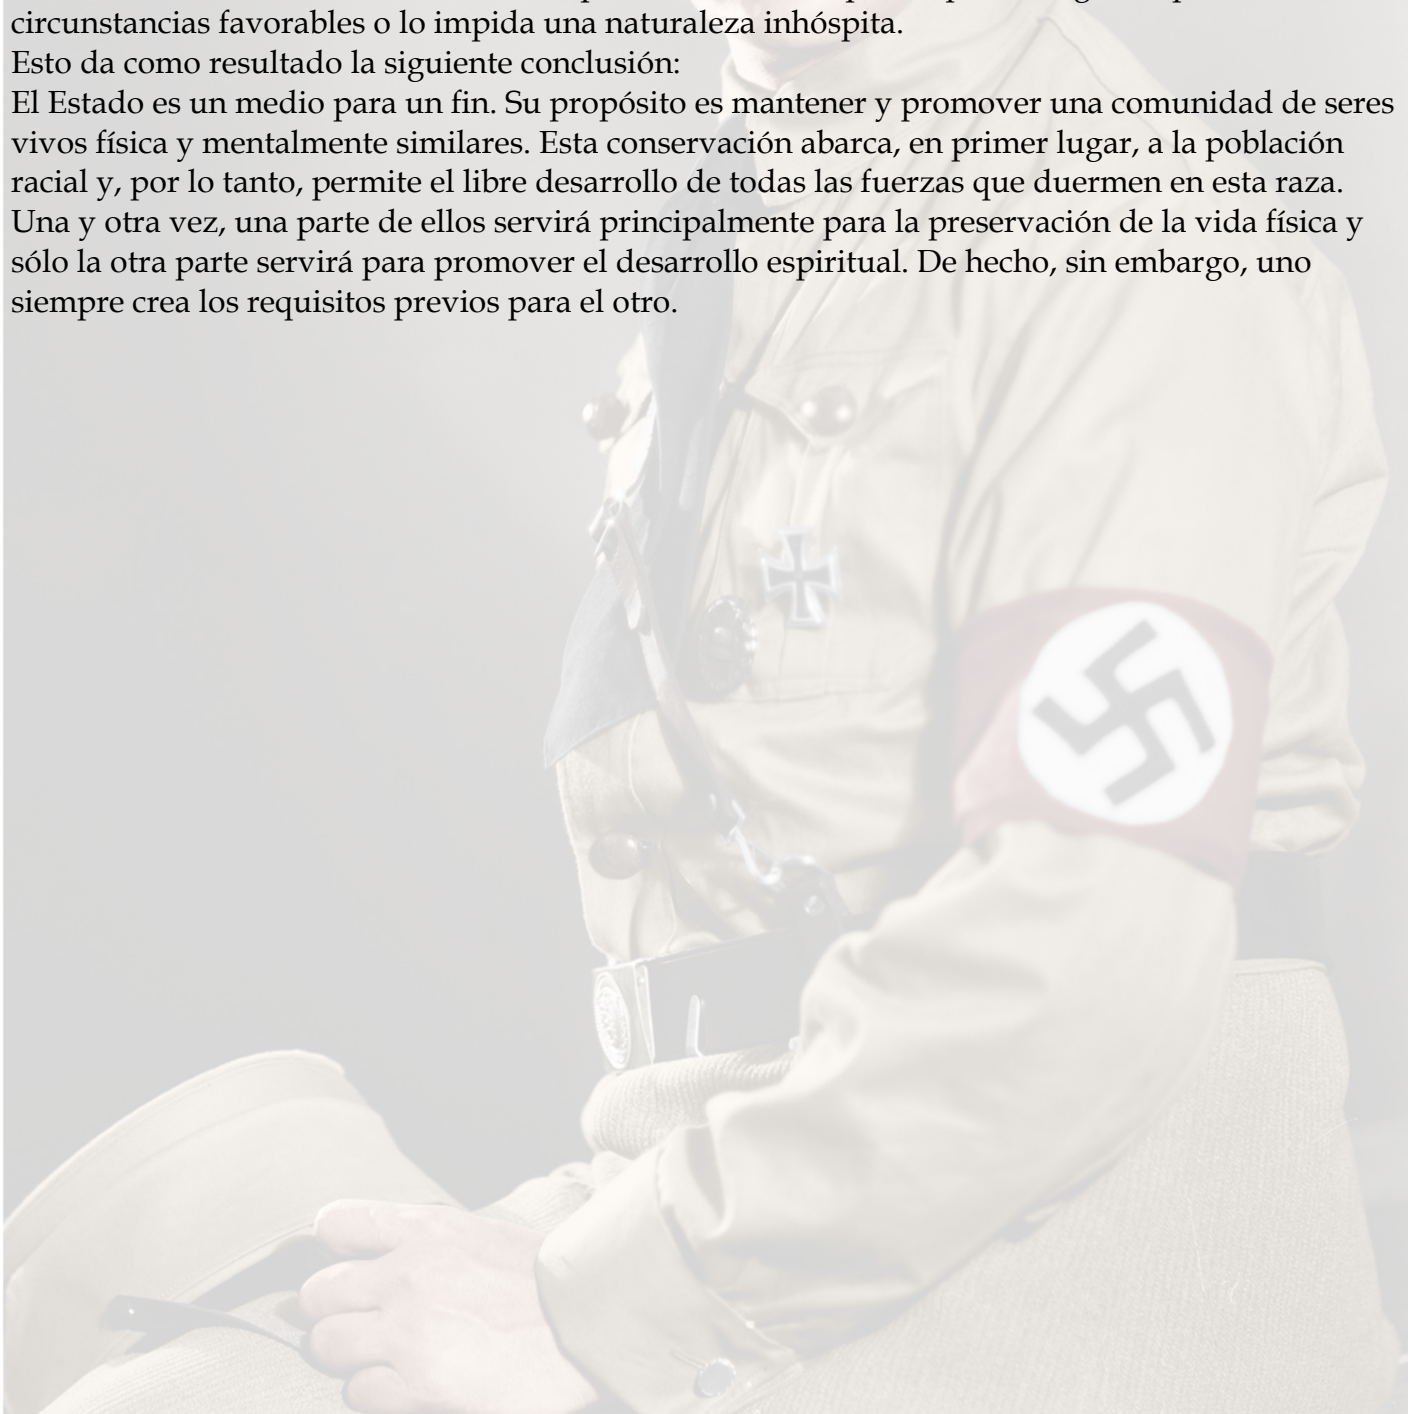 circunstancias favorables o lo impida una naturaleza inhóspita.
Esto da como resultado la siguiente conclusión:
El Estado es un medio para un fin. Su propósito es mantener y promover una comunidad de seres
vivos física y mentalmente similares. Esta conservación abarca, en primer lugar, a la población
racial y, por lo tanto, permite el libre desarrollo de todas las fuerzas que duermen en esta raza.
Una y otra vez, una parte de ellos servirá principalmente para la preservación de la vida física y
sólo la otra parte servirá para promover el desarrollo espiritual. De hecho, sin embargo, uno
siempre crea los requisitos previos para el otro.